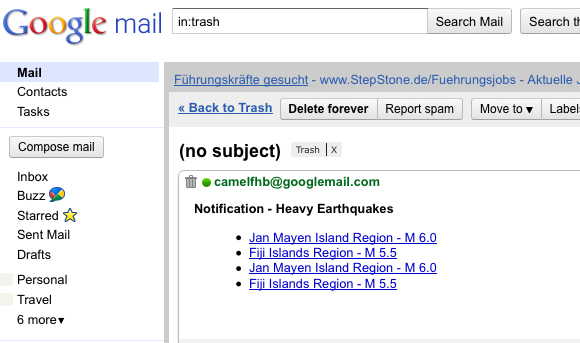 Google mail
in:trash
Search Mail
Search th
Mail
Contacts
Tasks
Compose mail
Inbox
Buzz
Starred
Sent Mail
Drafts
Personal
Travel
6 more▾
Führungskräfte gesucht - www.StepStone.de/Fuehrungsjobs - Aktuelle J
« Back to Trash
Delete forever
Report spam
Move to ▾
Labels
(no subject)
Trash | X
camelfhb@googlemail.com
Notification - Heavy Earthquakes
• Jan Mayen Island Region - M 6.0
• Fiji Islands Region - M 5.5
• Jan Mayen Island Region - M 6.0
• Fiji Islands Region - M 5.5